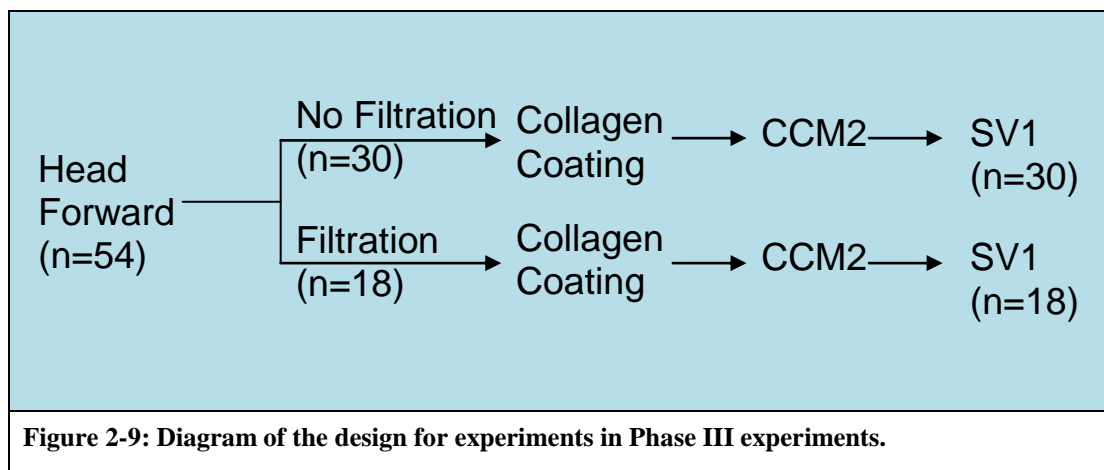 Head
Forward
(n=54)
No Filtration
(n=30)
Collagen
Coating
CCM2
SV1
(n=30)
Filtration
(n=18)
Collagen
Coating
CCM2
SV1
(n=18)
Figure 2-9: Diagram of the design for experiments in Phase III experiments.